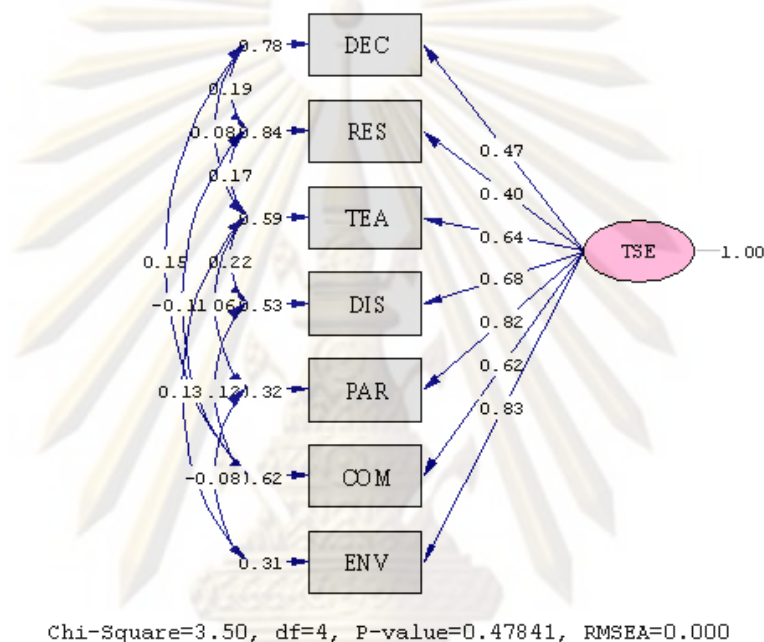 0.78 DEC
0.19
0.47
0.08 0.84 RES
0.17
0.40
0.59 TEA
0.64
TSE 1.00
0.15 0.22
0.68
-0.11 0.53 DIS
0.82
0.13 PAR
0.62
0.83
-0.08 COM
0.31 ENV
Chi-Square=3.50, df=4, P-value=0.47841, RMSEA=0.000